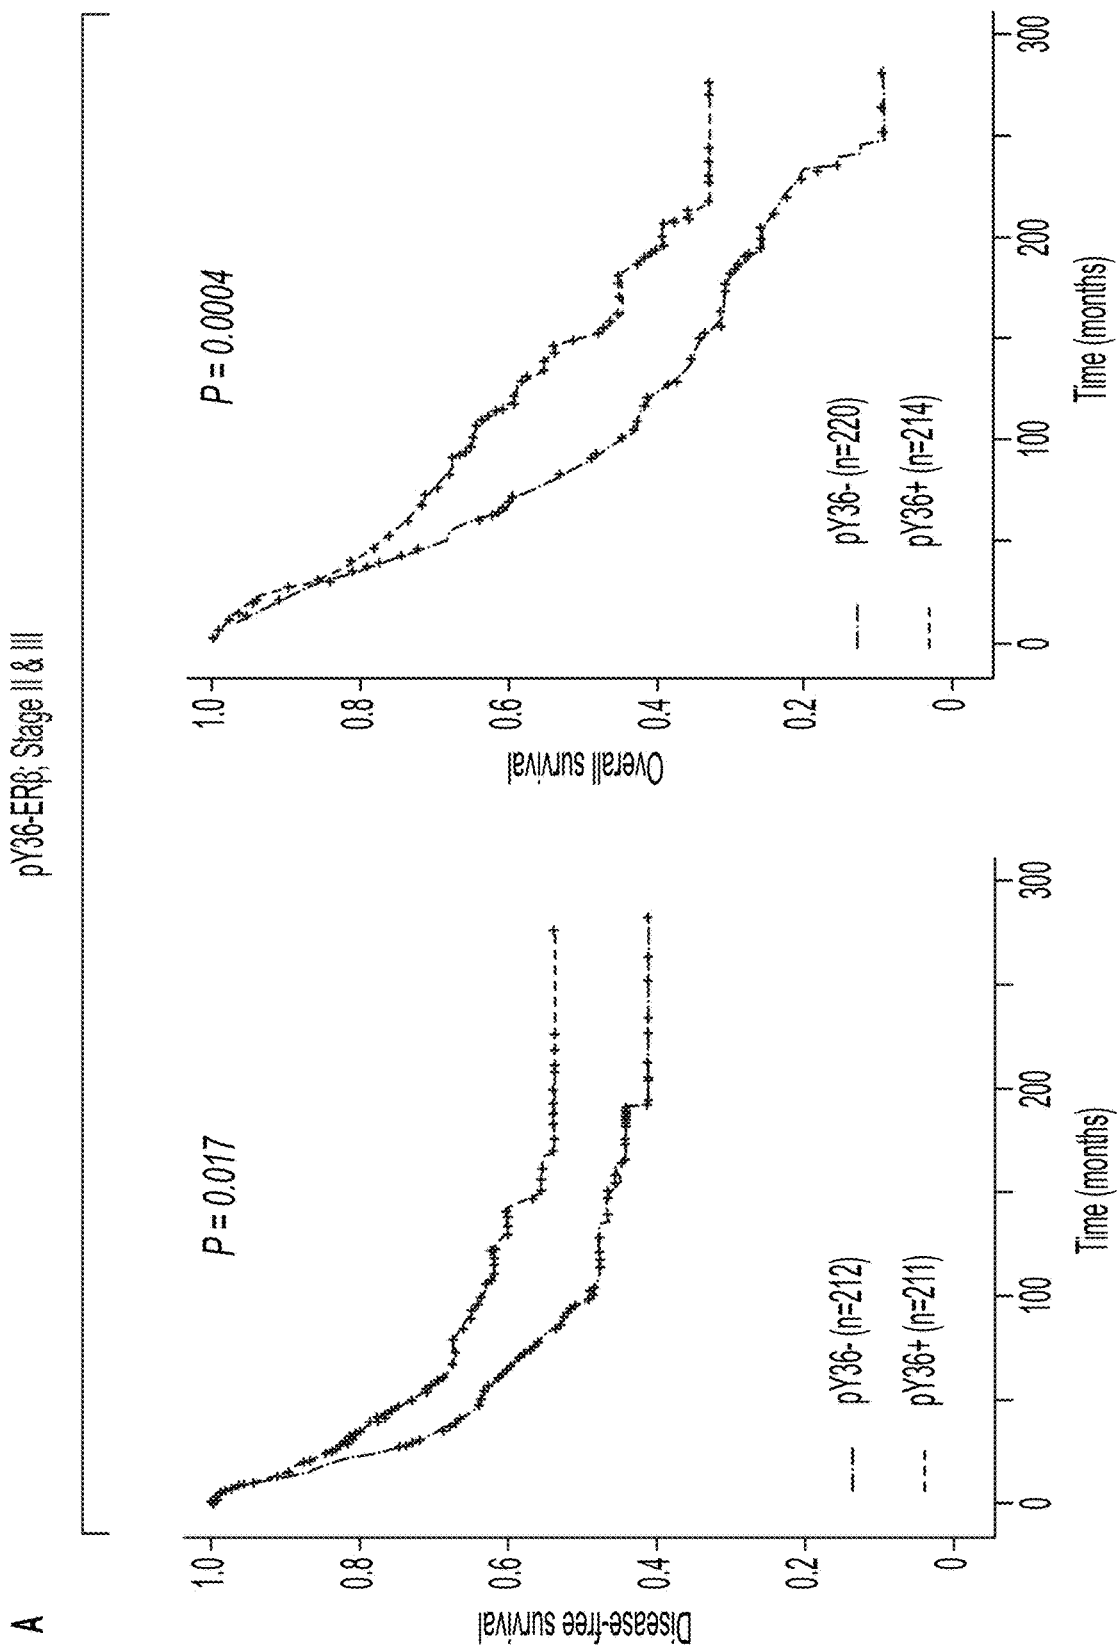 A
pY36-ERβ; Stage II & III
Disease-free survival
1.0
0.8
0.6
0.4
0.2
0
P = 0.017
pY36- (n=212)
pY36+ (n=211)
0
100
200
300
Time (months)
Overall survival
1.0
0.8
0.6
0.4
0.2
0
P = 0.0004
pY36- (n=220)
pY36+ (n=214)
0
100
200
300
Time (months)